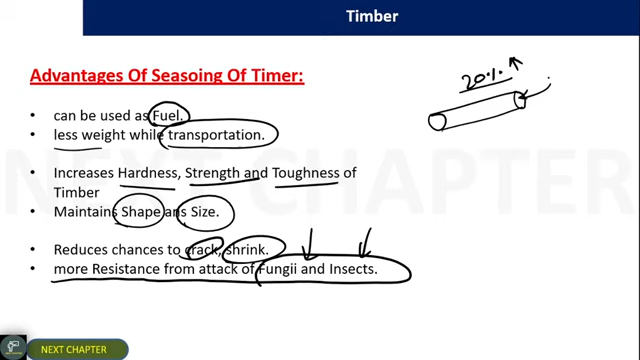 Timber
Advantages Of Seasoing Of Timer:
20%
can be used as Fuel.
less weight while transportation.
Increases Hardness, Strength and Toughness of
Timber
Maintains Shape ans Size.
Reduces chances to crack, shrink.
more Resistance from attack of Fungii and Insects.
NEXT CHAPTER
NEXT CHAPTER